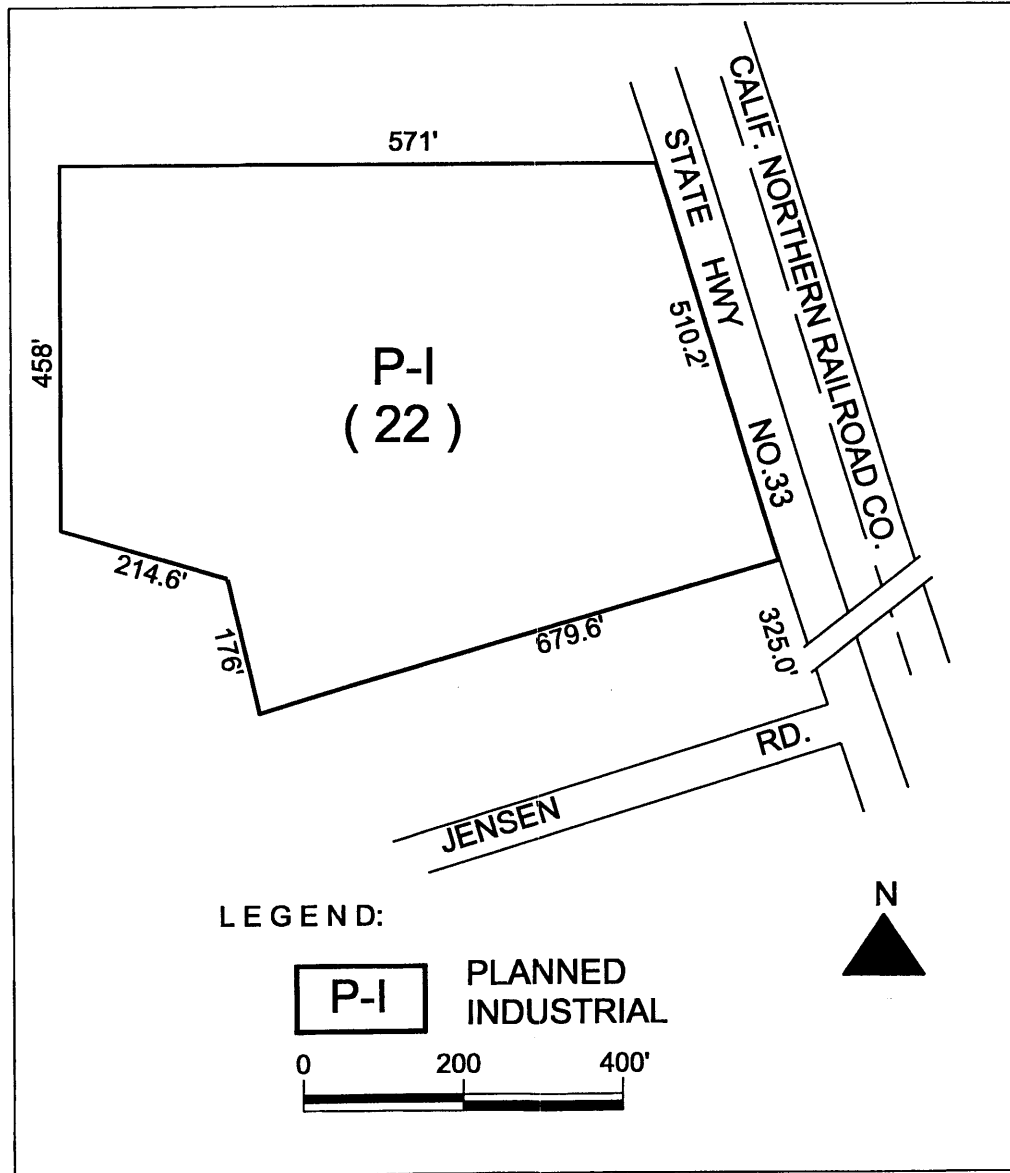 571'
CALIF. NORTHERN RAILROAD CO.
STATE HWY NO.33
458'
P-I
( 22 )
510.2'
214.6'
176'
679.6'
325.0'
JENSEN RD.
N
LEGEND:
P-I
PLANNED
INDUSTRIAL
0 200 400'